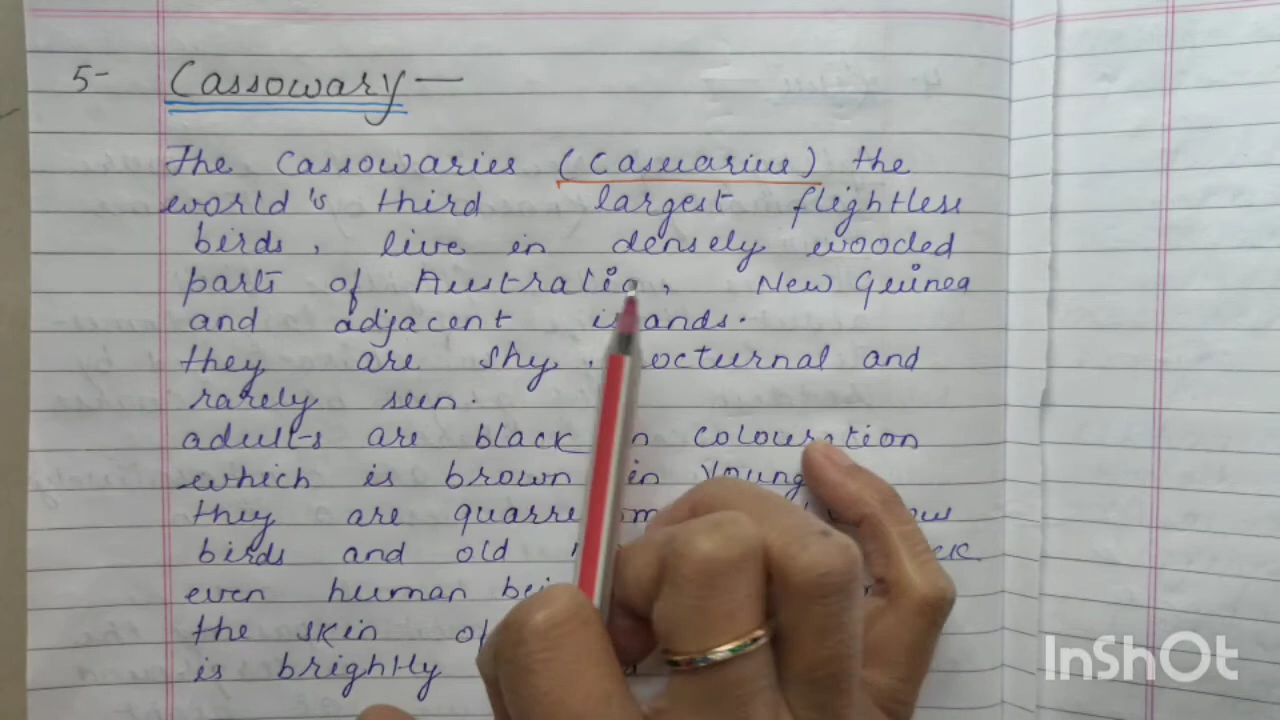 5- Cassowary —
The Cassowaries (Casuarius) the
world's third largest flightless
birds, live in densely wooded
parts of Australia, New Guinea
and adjacent islands.
they are shy, nocturnal and
rarely seen.
adults are black in colouration
which is brown in young
they are
birds and old
even human
the skin of
is brightly
InShOt